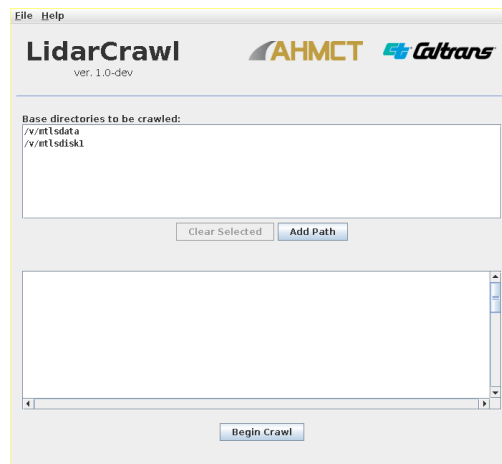 File Help
LidarCrawl
ver. 1.0-dev
AHMCT
Caltrans
Base directories to be crawled:
/v/mtlsdata
/v/mtlsdisk1
Clear Selected Add Path
Begin Crawl